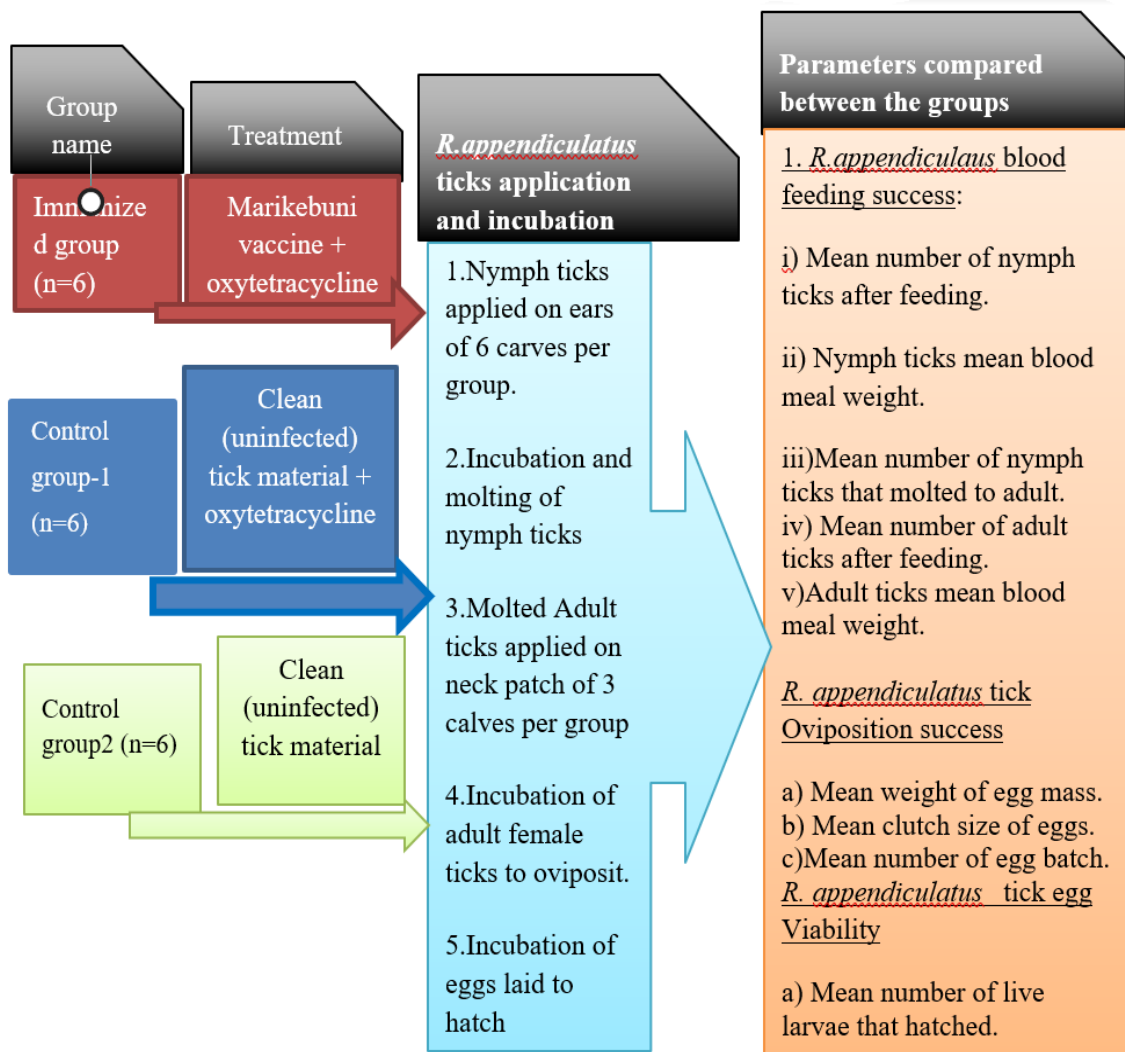 Group
name
Treatment
Immunize
d group
(n=6)
Marikebuni
vaccine +
oxytetracycline
Control
group-1
(n=6)
Clean
(uninfected)
tick material +
oxytetracycline
Control
group2 (n=6)
Clean
(uninfected)
tick material
R.appendiculatus
ticks application
and incubation
1.Nymph ticks
applied on ears
of 6 carves per
group.
2.Incubation and
molting of
nymph ticks
3.Molted Adult
ticks applied on
neck patch of 3
calves per group
4.Incubation of
adult female
ticks to oviposit.
5.Incubation of
eggs laid to
hatch
Parameters compared
between the groups
1. R.appendiculaus blood
feeding success:
i) Mean number of nymph
ticks after feeding.
ii) Nymph ticks mean blood
meal weight.
iii)Mean number of nymph
ticks that molted to adult.
iv) Mean number of adult
ticks after feeding.
v)Adult ticks mean blood
meal weight.
R. appendiculatus tick
Oviposition success
a) Mean weight of egg mass.
b) Mean clutch size of eggs.
c)Mean number of egg batch.
R. appendiculatus tick egg
Viability
a) Mean number of live
larvae that hatched.